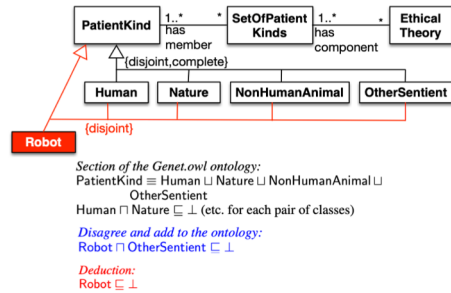 PatientKind
1..*
*
has
member
SetOfPatient
Kinds
1..*
*
has
component
Ethical
Theory
{disjoint,complete}
Human
Nature
NonHumanAnimal
OtherSentient
{disjoint}
Robot
Section of the Genet.owl ontology:
PatientKind ≡ Human ⊔ Nature ⊔ NonHumanAnimal ⊔
OtherSentient
Human ⊓ Nature ⊑ ⊥ (etc. for each pair of classes)
Disagree and add to the ontology:
Robot ⊓ OtherSentient ⊑ ⊥
Deduction:
Robot ⊑ ⊥